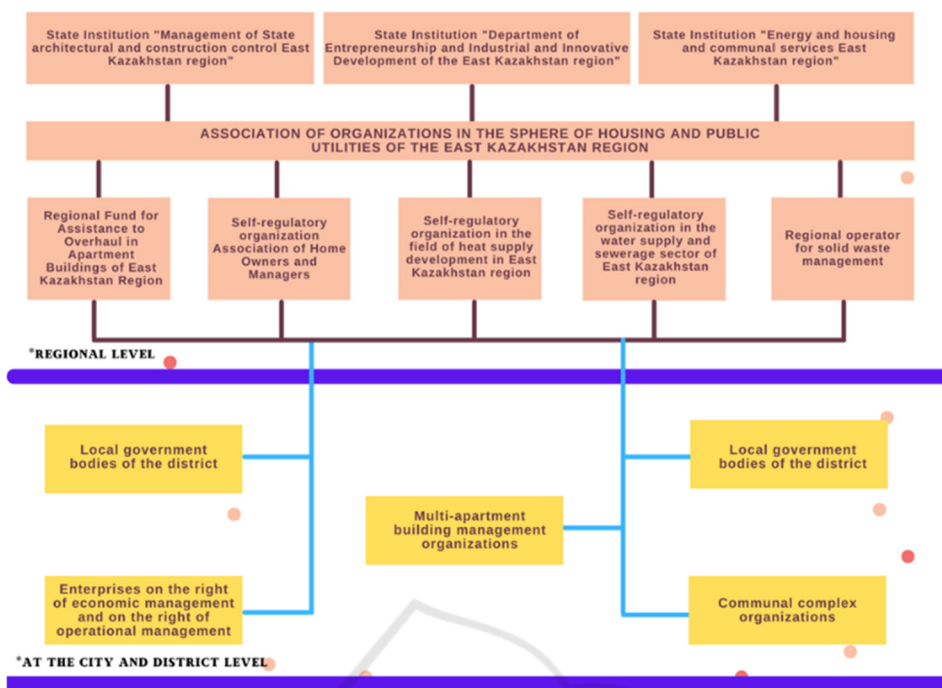 State Institution "Management of State
architectural and construction control East
Kazakhstan region"
State Institution "Department of
Entrepreneurship and Industrial and Innovative
Development of the East Kazakhstan region"
State Institution "Energy and housing
and communal services East
Kazakhstan region"
ASSOCIATION OF ORGANIZATIONS IN THE SPHERE OF HOUSING AND PUBLIC
UTILITIES OF THE EAST KAZAKHSTAN REGION
Regional Fund for
Assistance to
Overhaul in
Apartment
Buildings of East
Kazakhstan Region
Self-regulatory
organization
Association of Home
Owners and
Managers
Self-regulatory
organization in the
field of heat supply
development in East
Kazakhstan region
Self-regulatory
organization in the
water supply and
sewerage sector of
East Kazakhstan
region
Regional operator
for solid waste
management
*REGIONAL LEVEL
Local government
bodies of the district
Local government
bodies of the district
Multi-apartment
building management
organizations
Enterprises on the right
of economic management
and on the right of
operational management
Communal complex
organizations
*AT THE CITY AND DISTRICT LEVEL